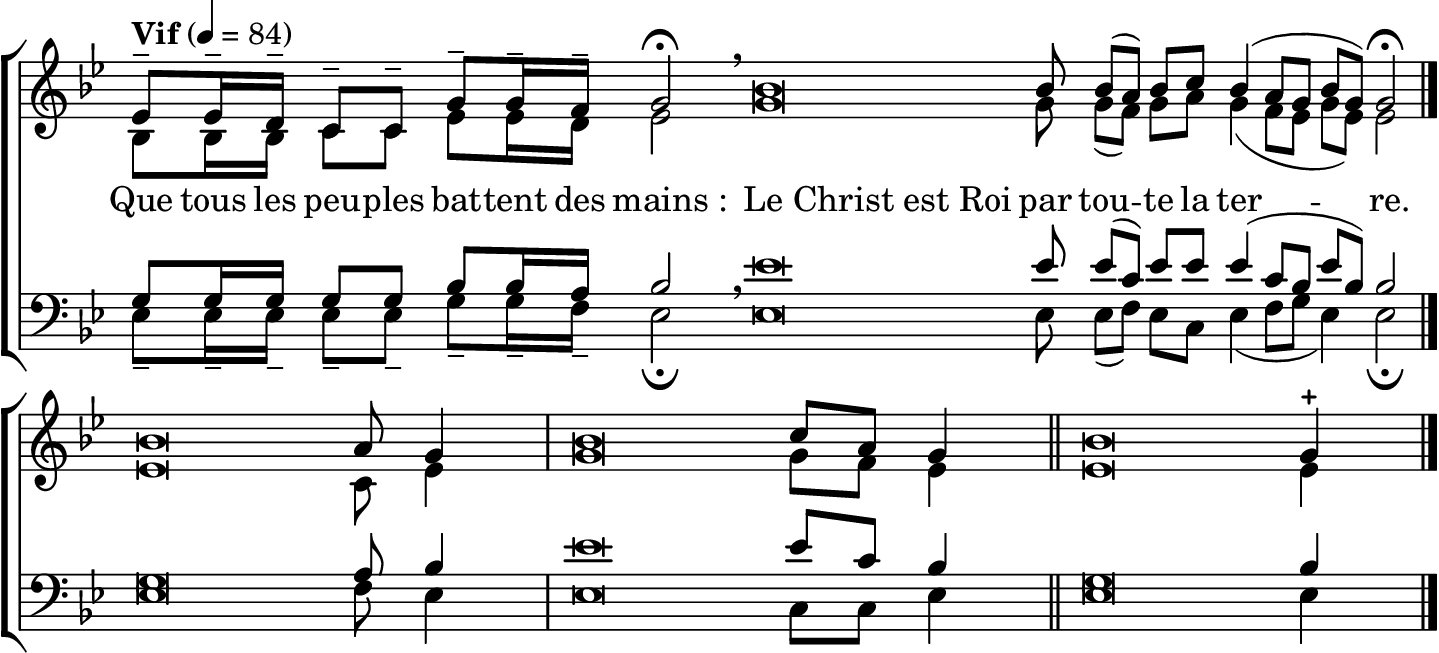 Vif (♩ = 84)
Que tous les peuples battent des mains : Le Christ est Roi par tou - te la ter - re.